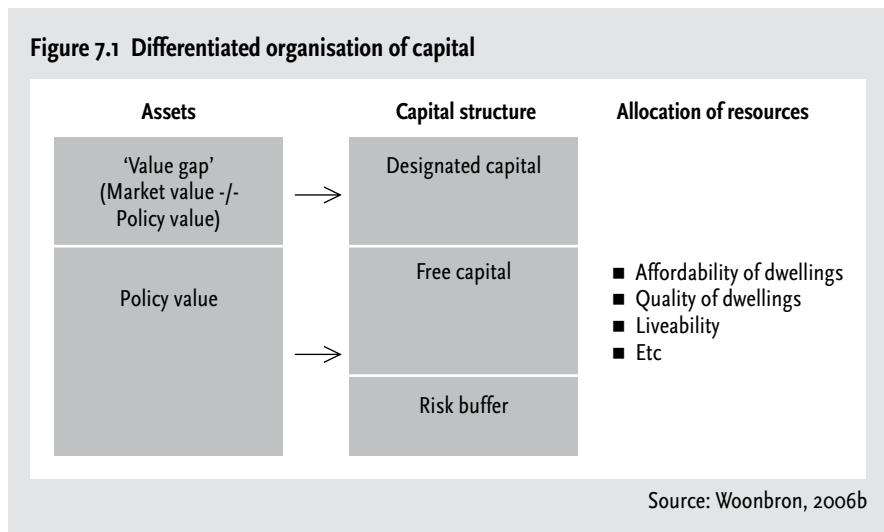 Figure 7.1 Differentiated organisation of capital
Assets
Capital structure
Allocation of resources
‘Value gap’
(Market value -/-
Policy value)
Designated capital
Policy value
Free capital
Risk buffer
■ Affordability of dwellings
■ Quality of dwellings
■ Liveability
■ Etc
Source: Woonbron, 2006b